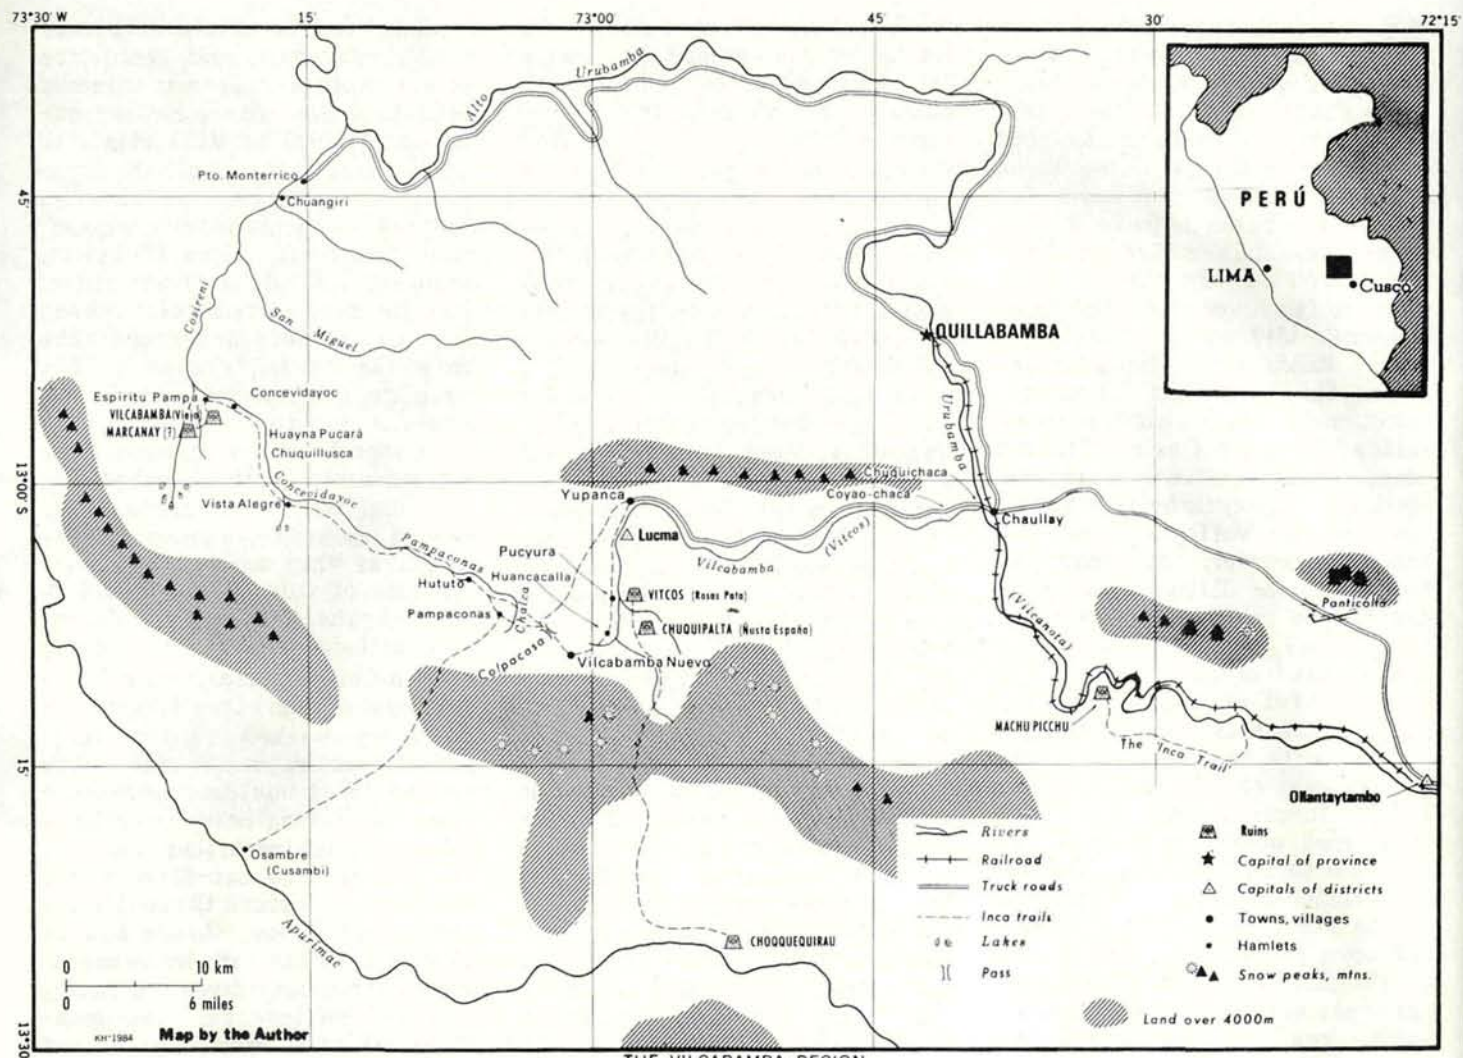 73°30' W
15'
73°00'
45'
30'
72°15'
Urubamba
Alto
Pto. Monterrico
Chuangiri
45'
PERÚ
LIMA
Cusco
Cosireni
San Miguel
QUILLABAMBA
Urubamba
Espiritu Pampa
Concevidayoc
VILCABAMBA (Vieja)
MARCANAY (?)
Huayna Pucará
Chuquillusca
Concevidayoc
Vista Alegre
13°00' S
Chuquichaca
Coyao-chaca
Yupanca
Chaullay
Lucma
(Vitcos)
Vilcabamba
Pampaconas
Pucyura
Huancacalla
Hututo
Chalca
Pampaconas
VITCOS (Rosas Pata)
CHUQUIPALTA (Ñusta España)
Colpacasa
Vilcabamba Nuevo
(Vilcanota)
Panticolla
MACHU PICCHU
The 'Inca Trail'
15'
Ollantaytambo
Osambre
(Cusambi)
Apurimac
CHOQQUEQUIRAU
Rivers
Railroad
Truck roads
Inca trails
Lakes
Pass
Ruins
Capital of province
Capitals of districts
Towns, villages
Hamlets
Snow peaks, mtns.
Land over 4000m
0 10 km
0 6 miles
KH-1984 Map by the Author
13°30'
THE VILCABAMBA REGION